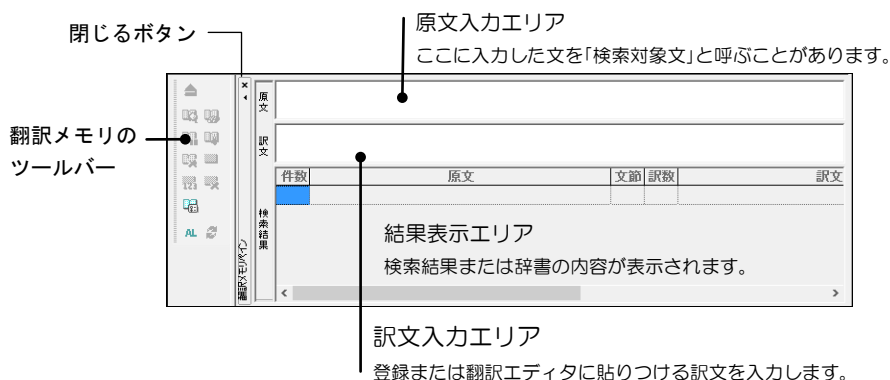 原文入力エリア
閉じるボタン
ここに入力した文を｢検索対象文｣と呼ぶことがあります。
翻訳メモリの
ツールバー
×
原文
訳文
件数 原文 文節 訳数 訳文
検索結果
翻訳メモリペイン
123
AL
結果表示エリア
検索結果または辞書の内容が表示されます。
訳文入力エリア
登録または翻訳エディタに貼りつける訳文を入力します。